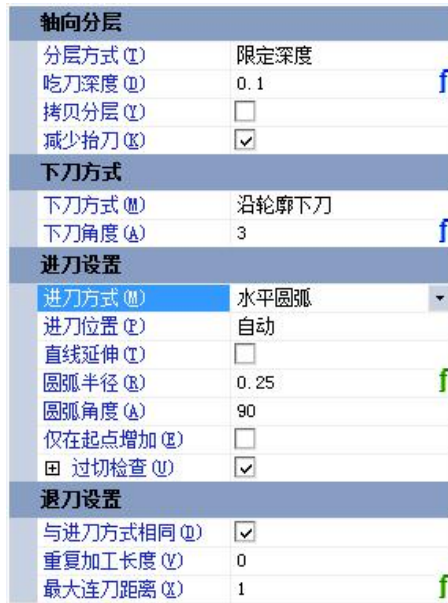 轴向分层
分层方式(T) 限定深度
吃刀深度(D) 0.1 f
拷贝分层(Y)
减少抬刀(K)
下刀方式
下刀方式(M) 沿轮廓下刀
下刀角度(A) 3 f
进刀设置
进刀方式(M) 水平圆弧
进刀位置(P) 自动
直线延伸(T)
圆弧半径(R) 0.25 f
圆弧角度(A) 90
仅在起点增加(E)
过切检查(U)
退刀设置
与进刀方式相同(D)
重复加工长度(V) 0
最大连刀距离(X) 1 f